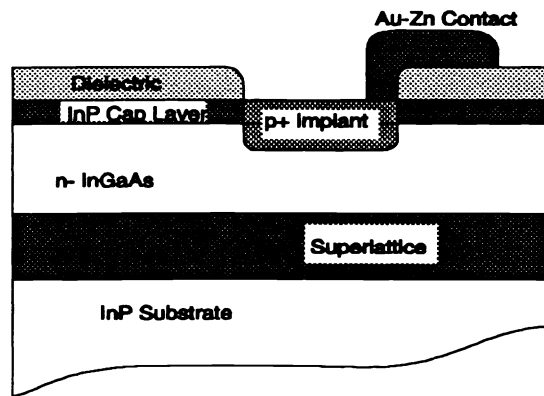 Au-Zn Contact
Dielectric
InP Cap Layer
p+ Implant
n- InGaAs
Superlattice
InP Substrate